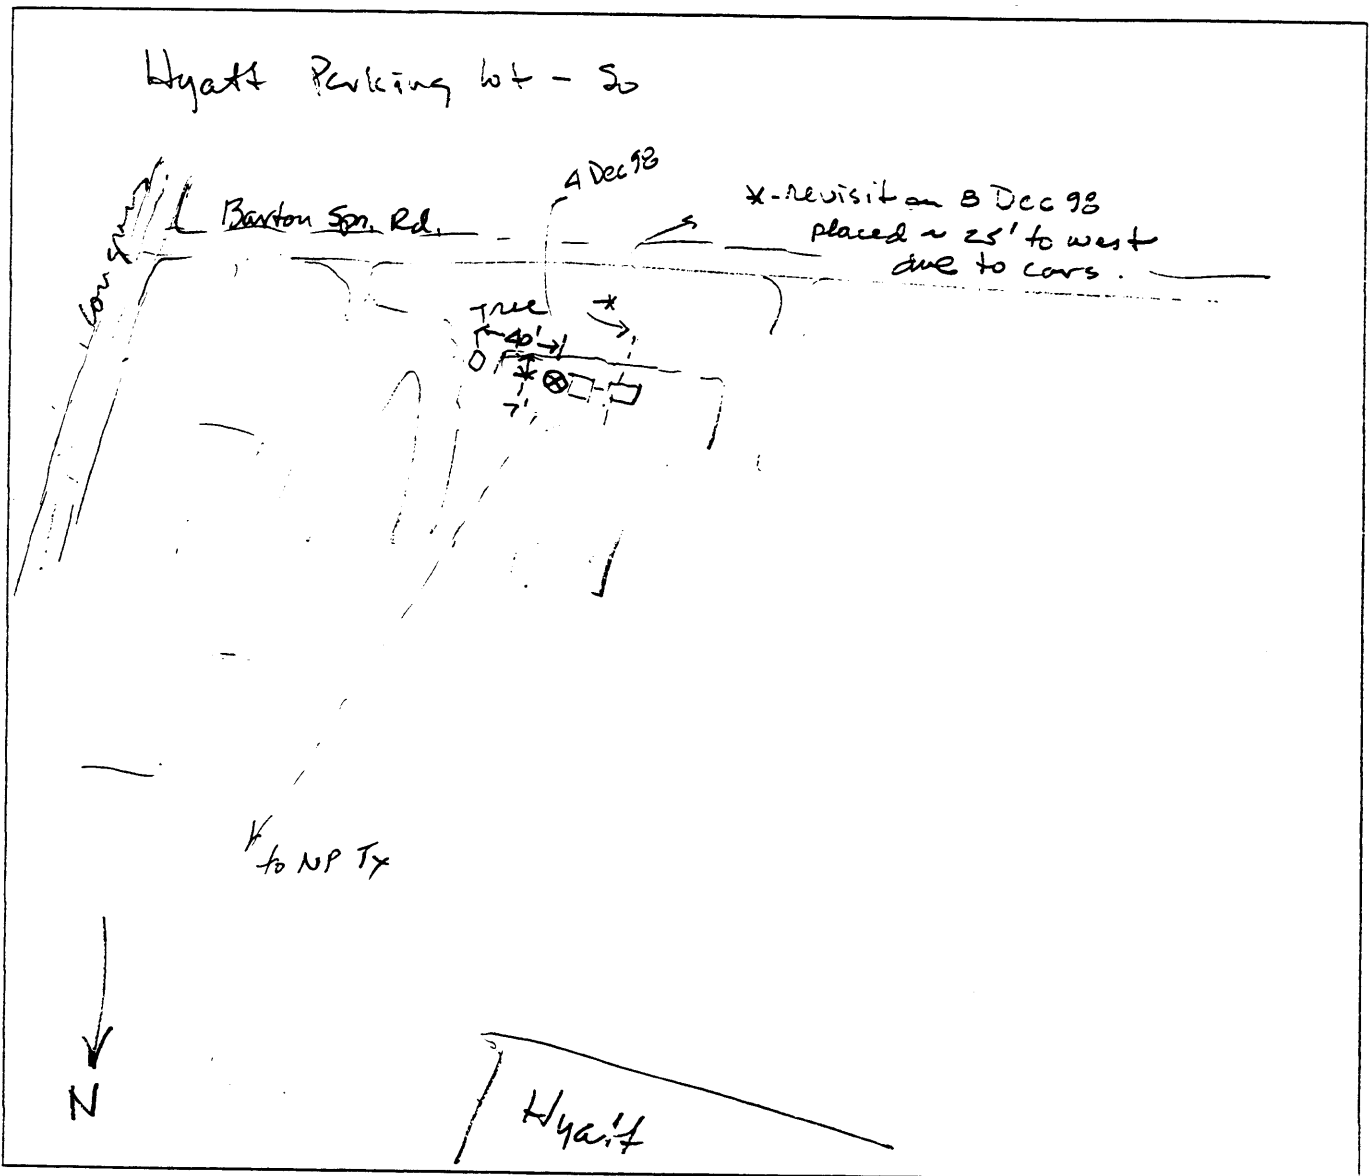 Hyatt Parking lot - So
4 Dec 98
Barton Spr. Rd.
*-revisit on 8 Dec 98
placed ~ 25' to west
due to cars.
Congress
Tree
*
40'
7'
to NP Tx
N
Hyatt